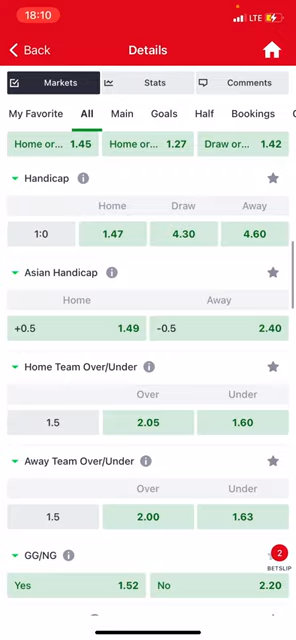 18:10
LTE
Back
Details
Markets
Stats
Comments
My Favorite
All
Main
Goals
Half
Bookings
Home or... 1.45
Home or... 1.27
Draw or... 1.42
Handicap
Home Draw Away
1:0 1.47 4.30 4.60
Asian Handicap
Home Away
+0.5 1.49 -0.5 2.40
Home Team Over/Under
Over Under
1.5 2.05 1.60
Away Team Over/Under
Over Under
1.5 2.00 1.63
GG/NG
2
BETSLIP
Yes 1.52 No 2.20